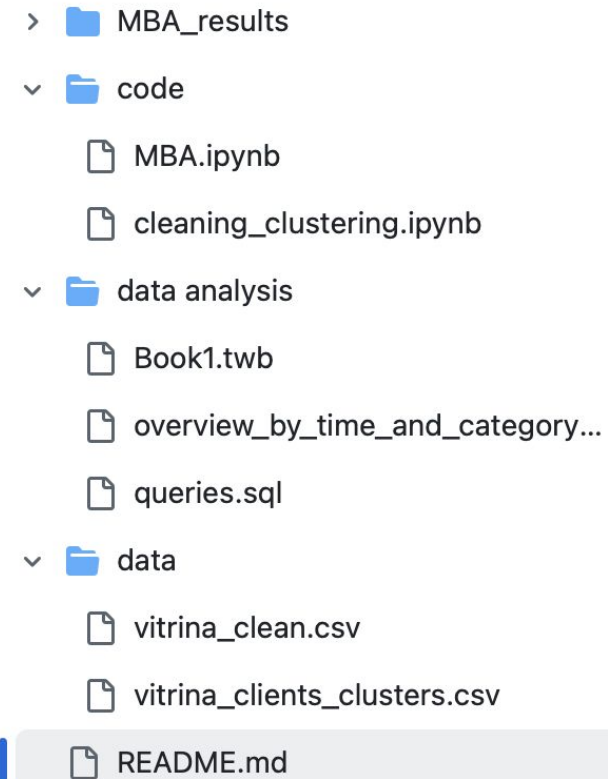 MBA_results
code
MBA.ipynb
cleaning_clustering.ipynb
data analysis
Book1.twb
overview_by_time_and_category...
queries.sql
data
vitrina_clean.csv
vitrina_clients_clusters.csv
README.md